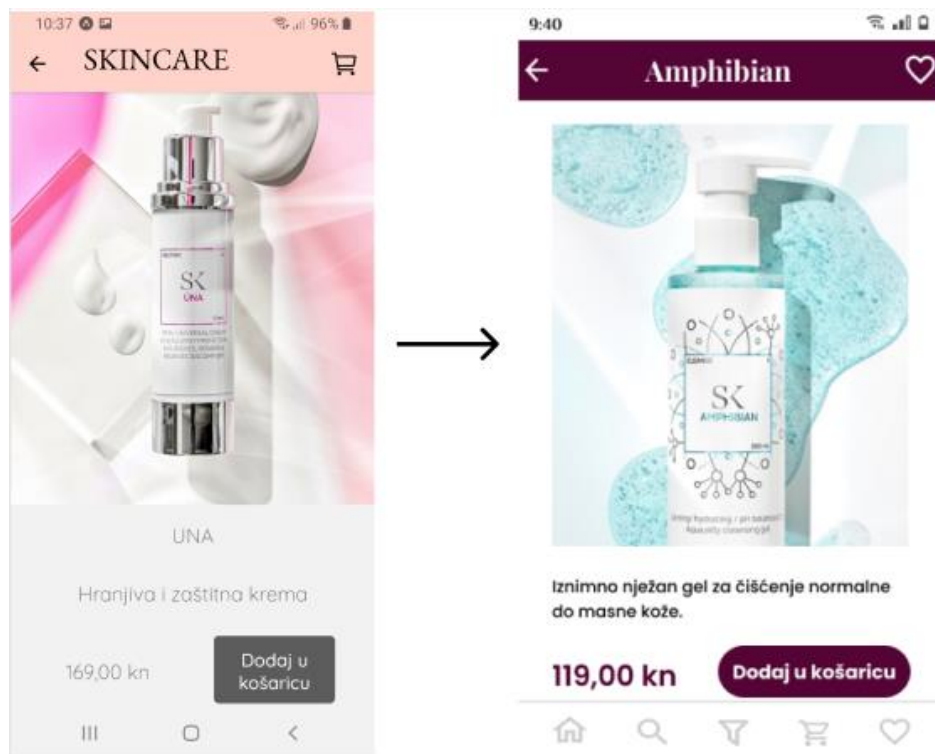 10:37
96%
SKINCARE
SK
UNA
UNA
Hranjiva i zaštitna krema
169,00 kn
Dodaj u
košaricu
9:40
Amphibian
SK
AMPHIBIAN
Iznimno nježan gel za čišćenje normalne
do masne kože.
119,00 kn
Dodaj u košaricu